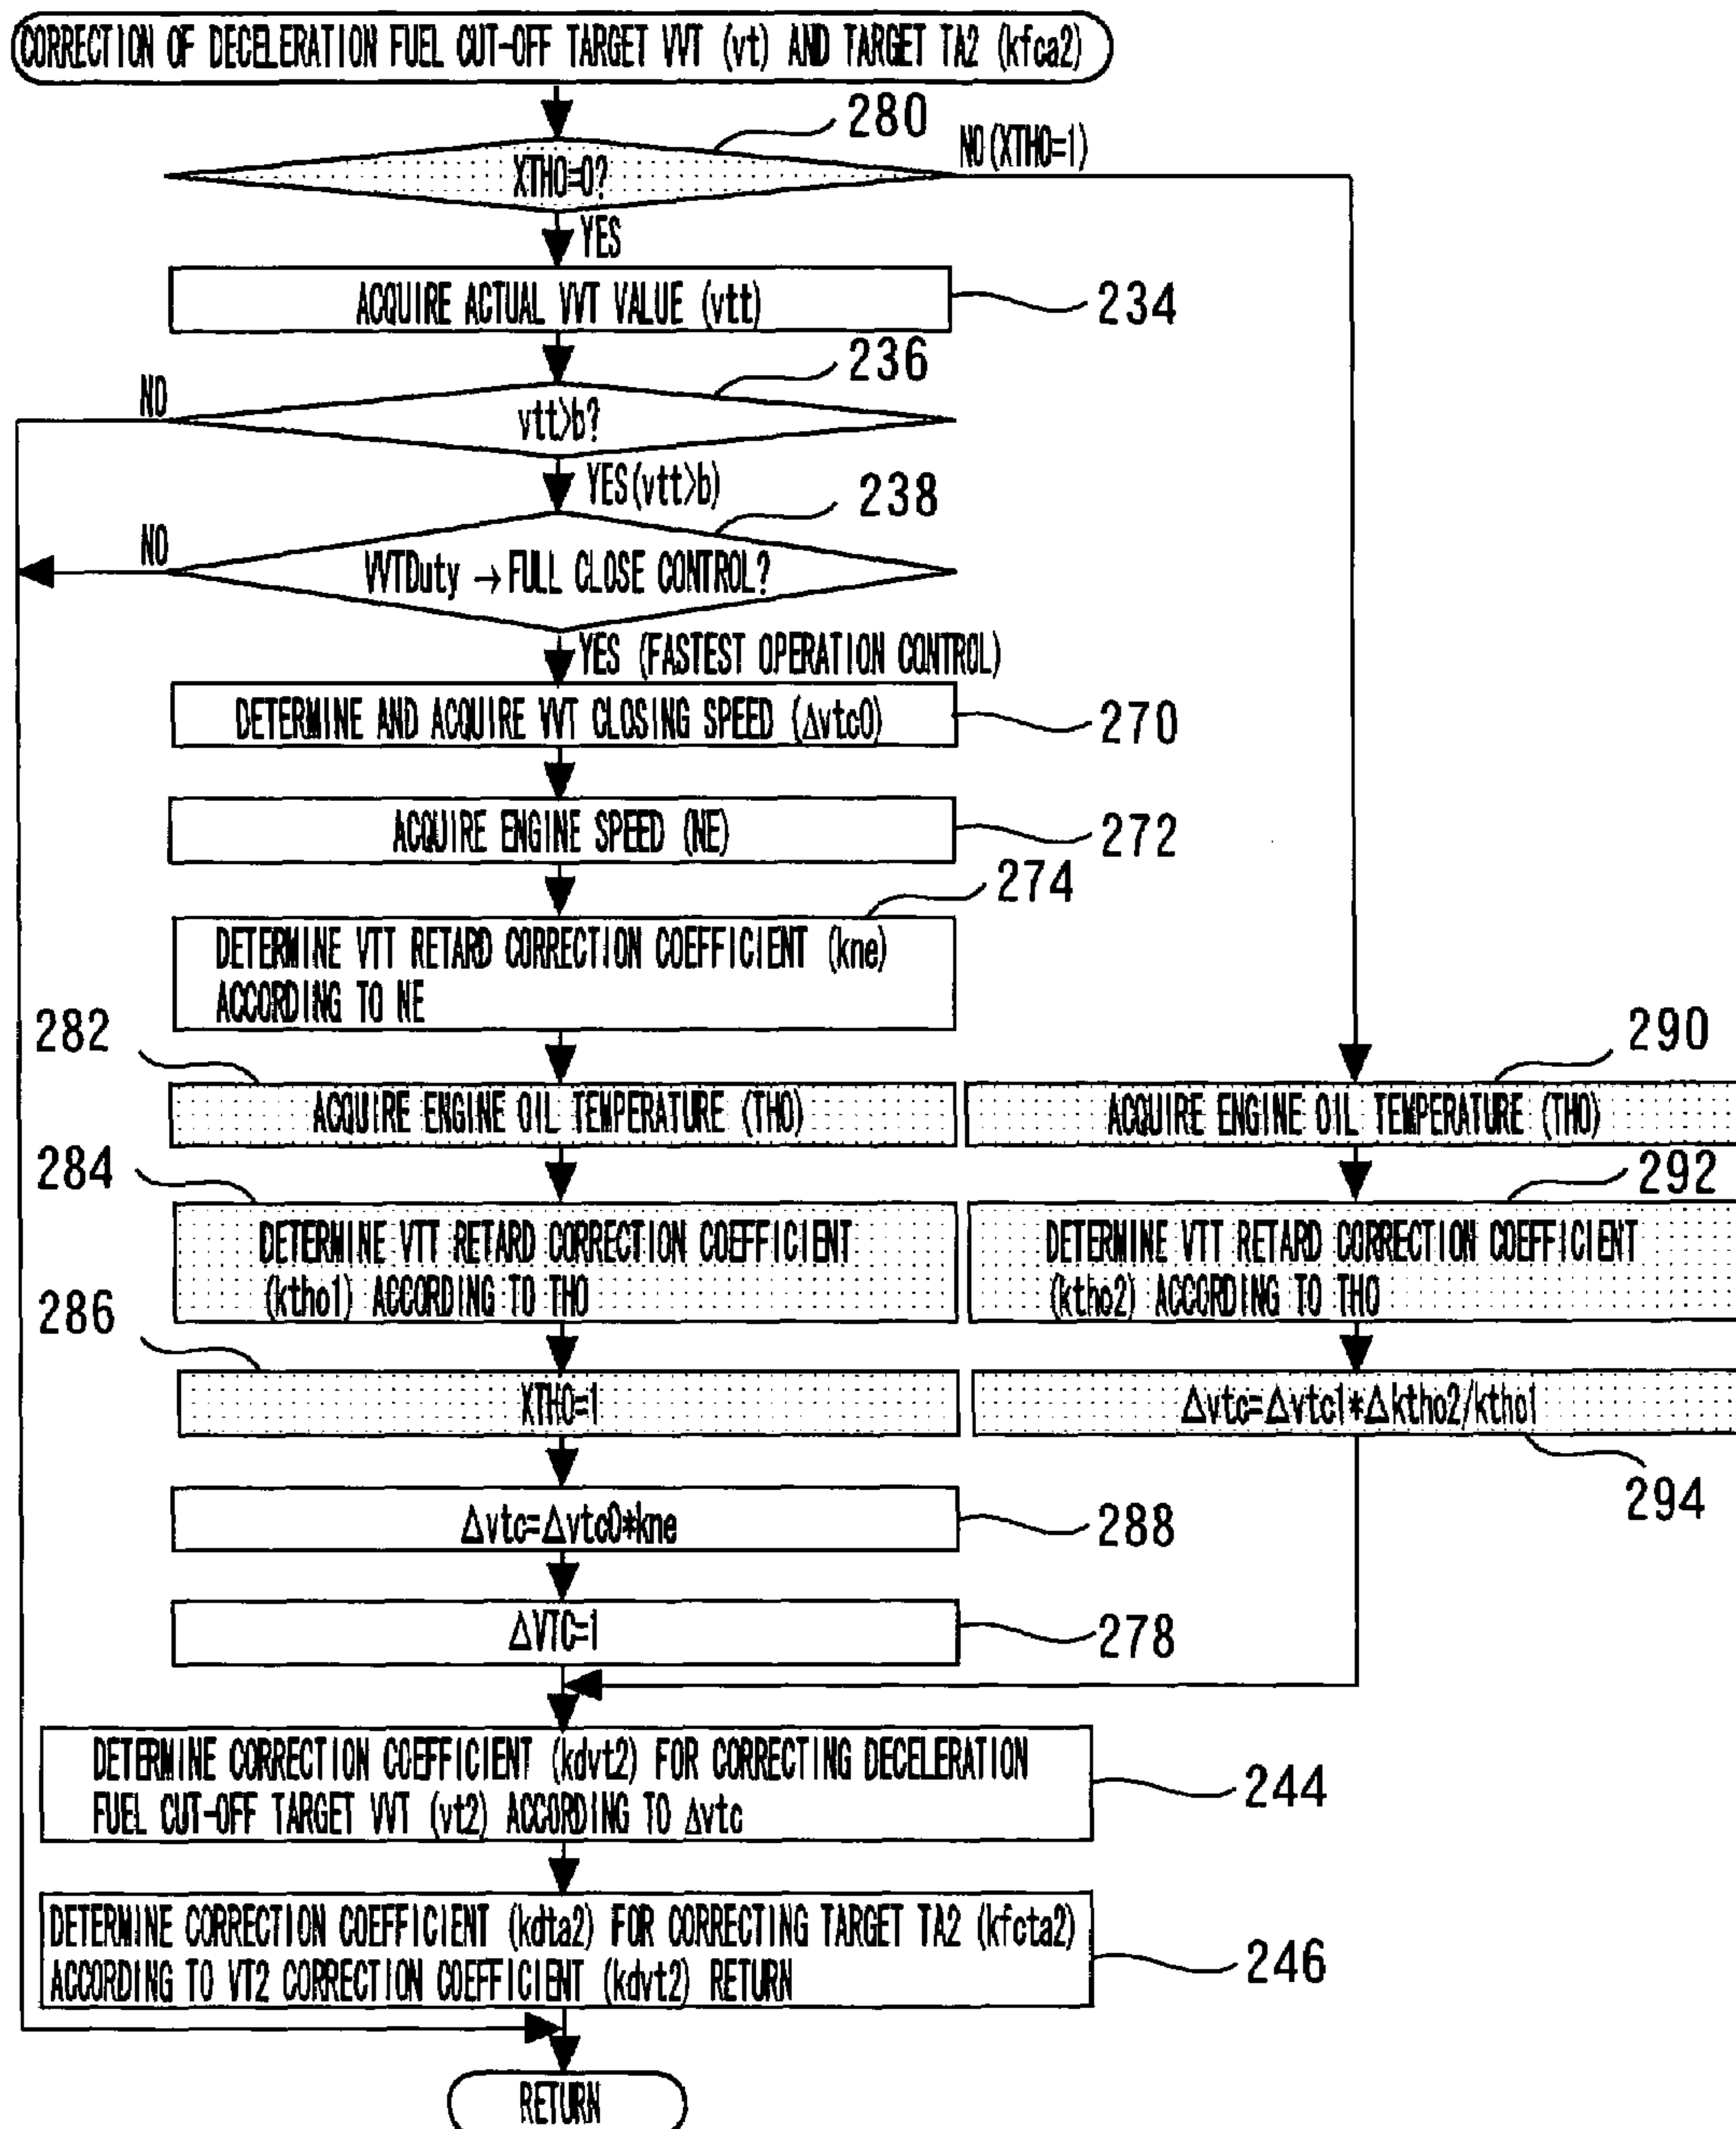 CORRECTION OF DECELERATION FUEL CUT-OFF TARGET VVT (vt) AND TARGET TA2 (kfca2)
280
XTHO=0?
NO(XTHO=1)
YES
ACQUIRE ACTUAL VVT VALUE (vtt)
234
236
NO
vtt>b?
YES(vtt>b)
238
NO
VVTDuty → FULL CLOSE CONTROL?
YES (FASTEST OPERATION CONTROL)
DETERMINE AND ACQUIRE VVT CLOSING SPEED (Δvtc0)
270
ACQUIRE ENGINE SPEED (NE)
272
274
DETERMINE VTT RETARD CORRECTION COEFFICIENT (kne)
ACCORDING TO NE
282
290
ACQUIRE ENGINE OIL TEMPERATURE (THO)
ACQUIRE ENGINE OIL TEMPERATURE (THO)
284
292
DETERMINE VTT RETARD CORRECTION COEFFICIENT
(ktho1) ACCORDING TO THO
DETERMINE VTT RETARD CORRECTION COEFFICIENT
(ktho2) ACCORDING TO THO
286
XTHO=1
Δvtc=Δvtc1*Δktho2/ktho1
294
Δvtc=Δvtc0*kne
288
ΔVTC=1
278
DETERMINE CORRECTION COEFFICIENT (kdvt2) FOR CORRECTING DECELERATION
FUEL CUT-OFF TARGET VVT (vt2) ACCORDING TO Δvtc
244
DETERMINE CORRECTION COEFFICIENT (kdta2) FOR CORRECTING TARGET TA2 (kfcta2)
ACCORDING TO VT2 CORRECTION COEFFICIENT (kdvt2) RETURN
246
RETURN